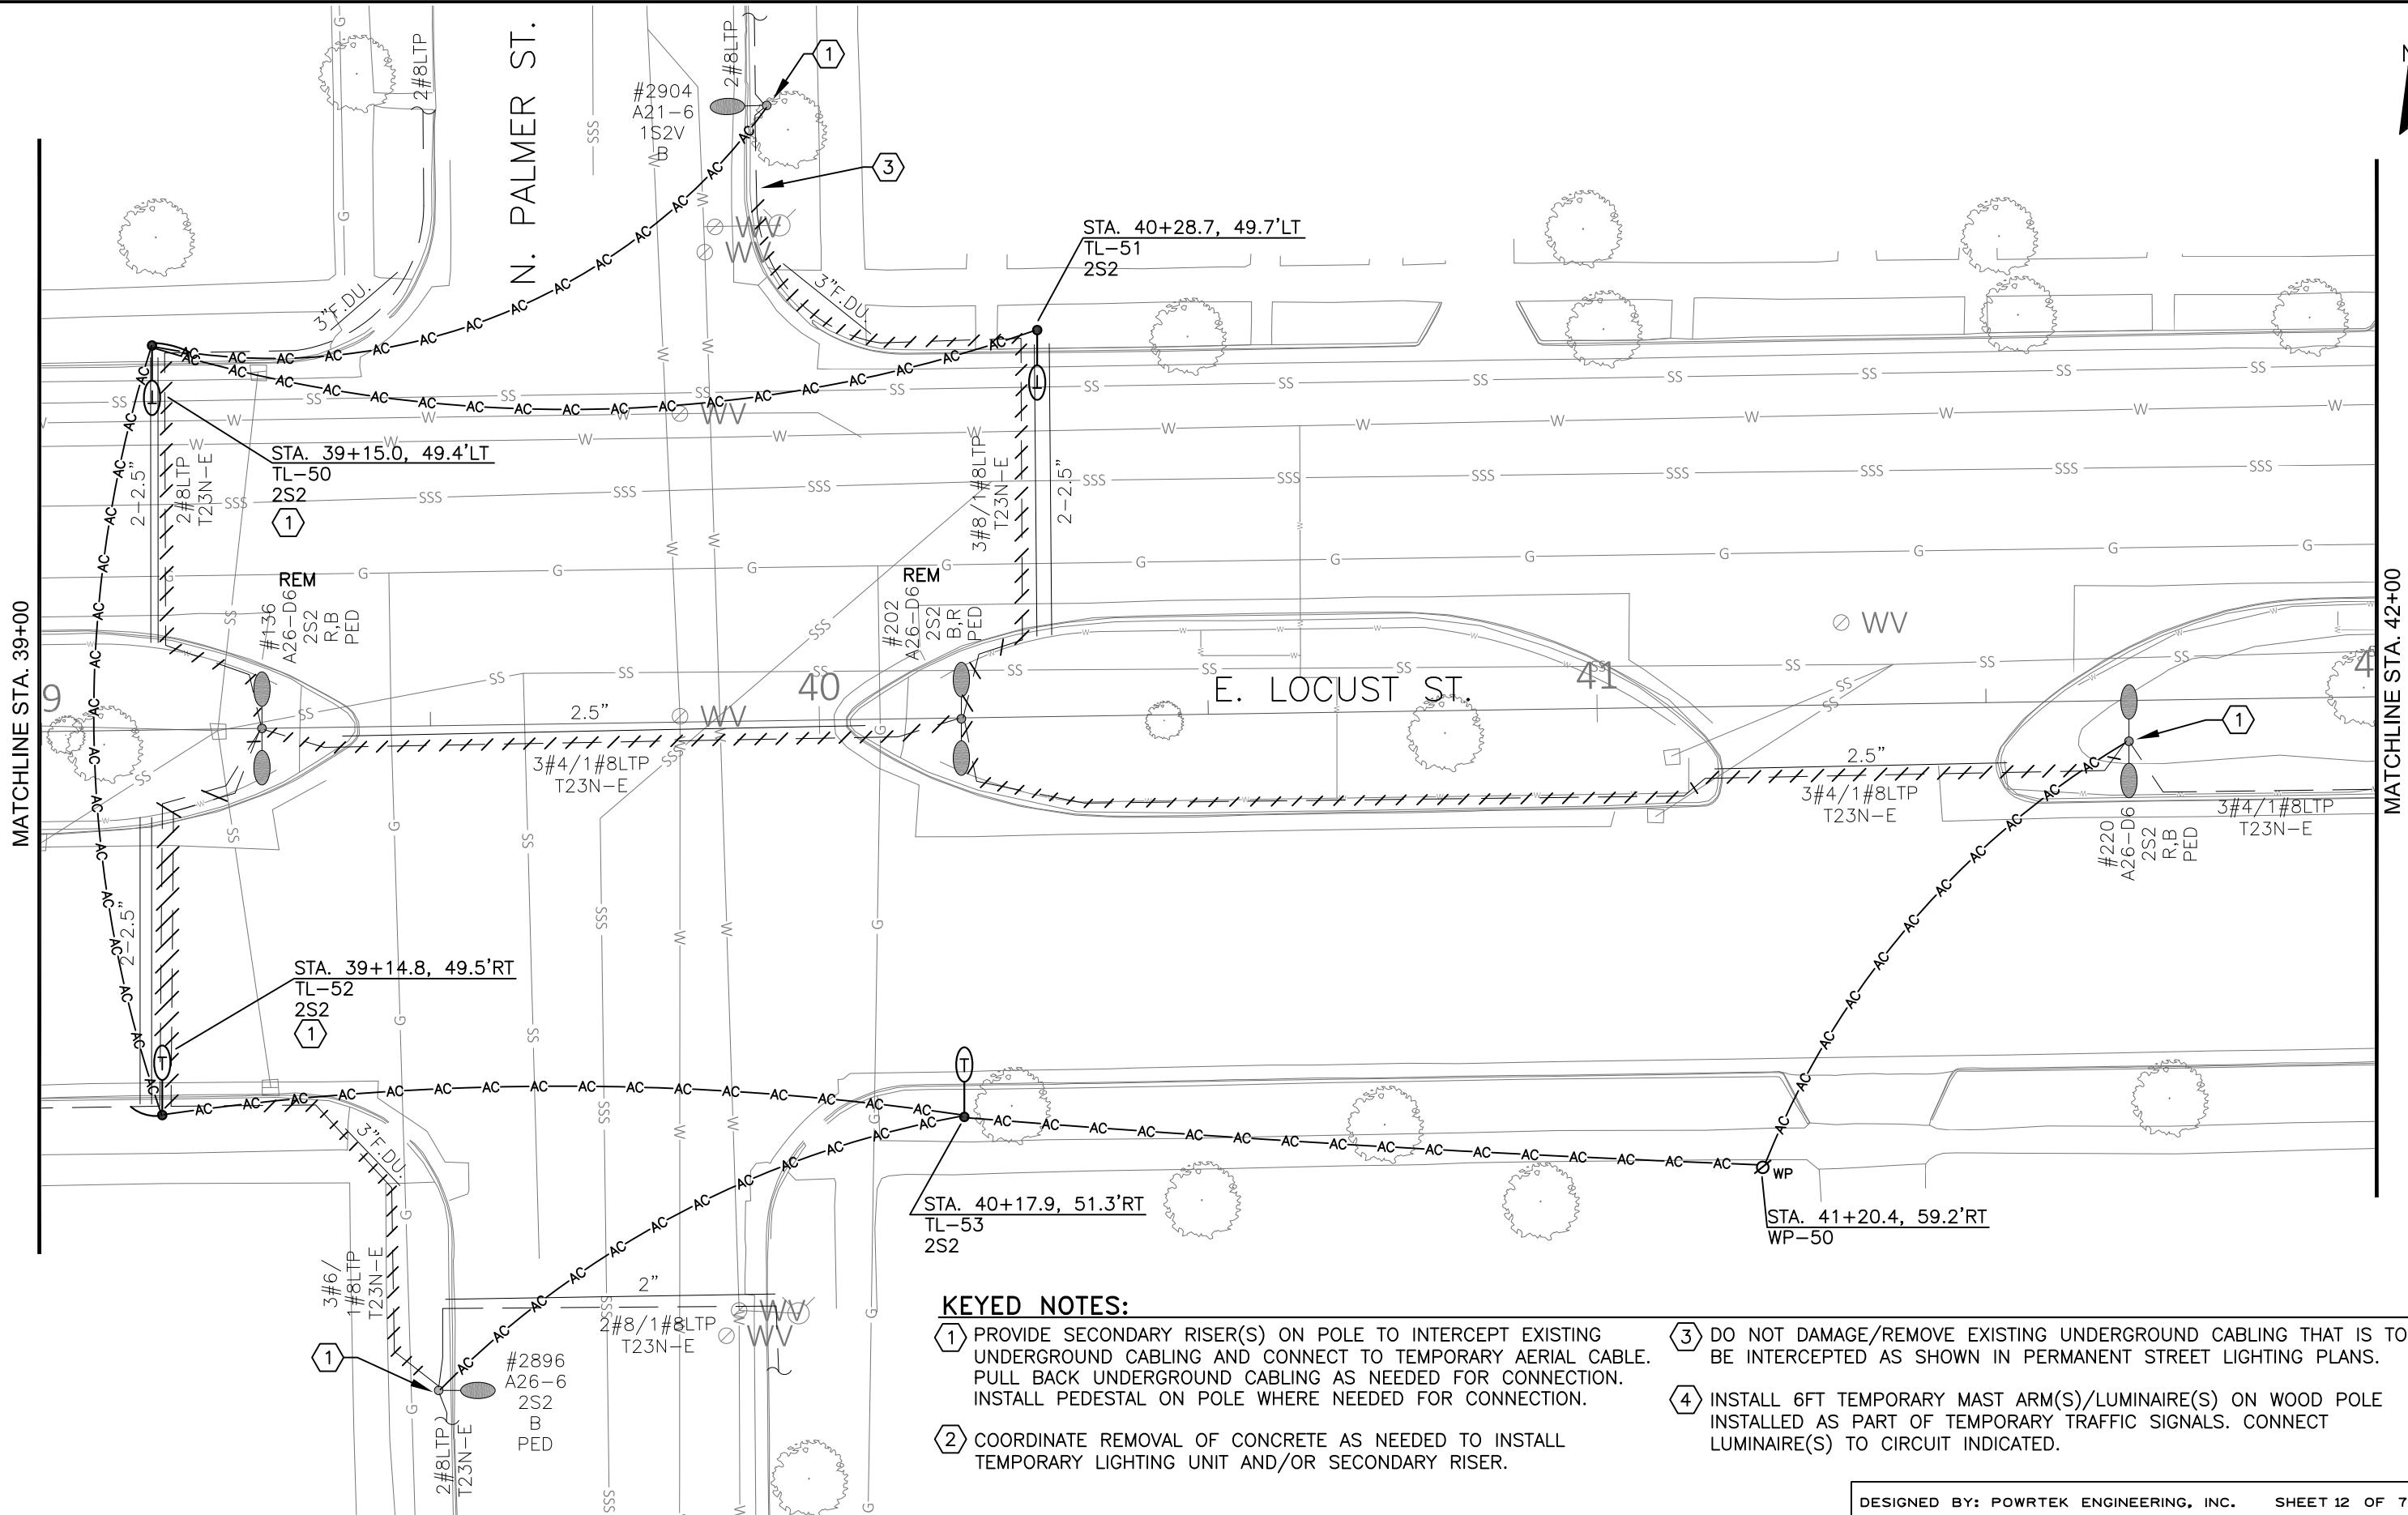 N. PALMER ST.
2#8LTP
2#8LTP
#2904
A21-6
1S2V
B
1
3
3"F.DU.
3"F.DU.
STA. 40+28.7, 49.7'LT
TL-51
2S2
STA. 39+15.0, 49.4'LT
TL-50
2S2
1
2-2.5"
2#8LTP
T23N-E
3#8/1#8LTP
T23N-E
2-2.5"
MATCHLINE STA. 39+00
MATCHLINE STA. 42+00
REM
#136
A26-D6
2S2
R,B
PED
REM
#202
A26-D6
2S2
B,R
PED
9
40
41
4
E. LOCUST ST.
WV
WV
WV
WV
WV
2.5"
3#4/1#8LTP
T23N-E
2.5"
3#4/1#8LTP
T23N-E
1
#220
A26-D6
2S2
R,B
PED
3#4/1#8LTP
T23N-E
2-2.5"
STA. 39+14.8, 49.5'RT
TL-52
2S2
1
T
T
3"F.DU.
STA. 40+17.9, 51.3'RT
TL-53
2S2
WP
STA. 41+20.4, 59.2'RT
WP-50
3#6/
1#8LTP
T23N-E
2"
2#8/1#8LTP
T23N-E
WV
WV
1
#2896
A26-6
2S2
B
PED
2#8LTP
T23N-E
KEYED NOTES:
1 PROVIDE SECONDARY RISER(S) ON POLE TO INTERCEPT EXISTING
UNDERGROUND CABLING AND CONNECT TO TEMPORARY AERIAL CABLE.
PULL BACK UNDERGROUND CABLING AS NEEDED FOR CONNECTION.
INSTALL PEDESTAL ON POLE WHERE NEEDED FOR CONNECTION.
2 COORDINATE REMOVAL OF CONCRETE AS NEEDED TO INSTALL
TEMPORARY LIGHTING UNIT AND/OR SECONDARY RISER.
3 DO NOT DAMAGE/REMOVE EXISTING UNDERGROUND CABLING THAT IS TO
BE INTERCEPTED AS SHOWN IN PERMANENT STREET LIGHTING PLANS.
4 INSTALL 6FT TEMPORARY MAST ARM(S)/LUMINAIRE(S) ON WOOD POLE
INSTALLED AS PART OF TEMPORARY TRAFFIC SIGNALS. CONNECT
LUMINAIRE(S) TO CIRCUIT INDICATED.
DESIGNED BY: POWRTEK ENGINEERING, INC. SHEET 12 OF 7